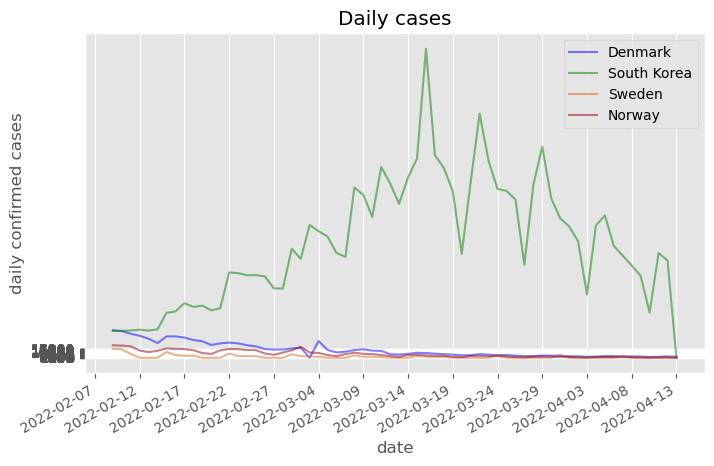 Daily cases
Denmark
South Korea
Sweden
Norway
daily confirmed cases
2022-02-07
2022-02-12
2022-02-17
2022-02-22
2022-02-27
2022-03-04
2022-03-09
2022-03-14
2022-03-19
2022-03-24
2022-03-29
2022-04-03
2022-04-08
2022-04-13
date